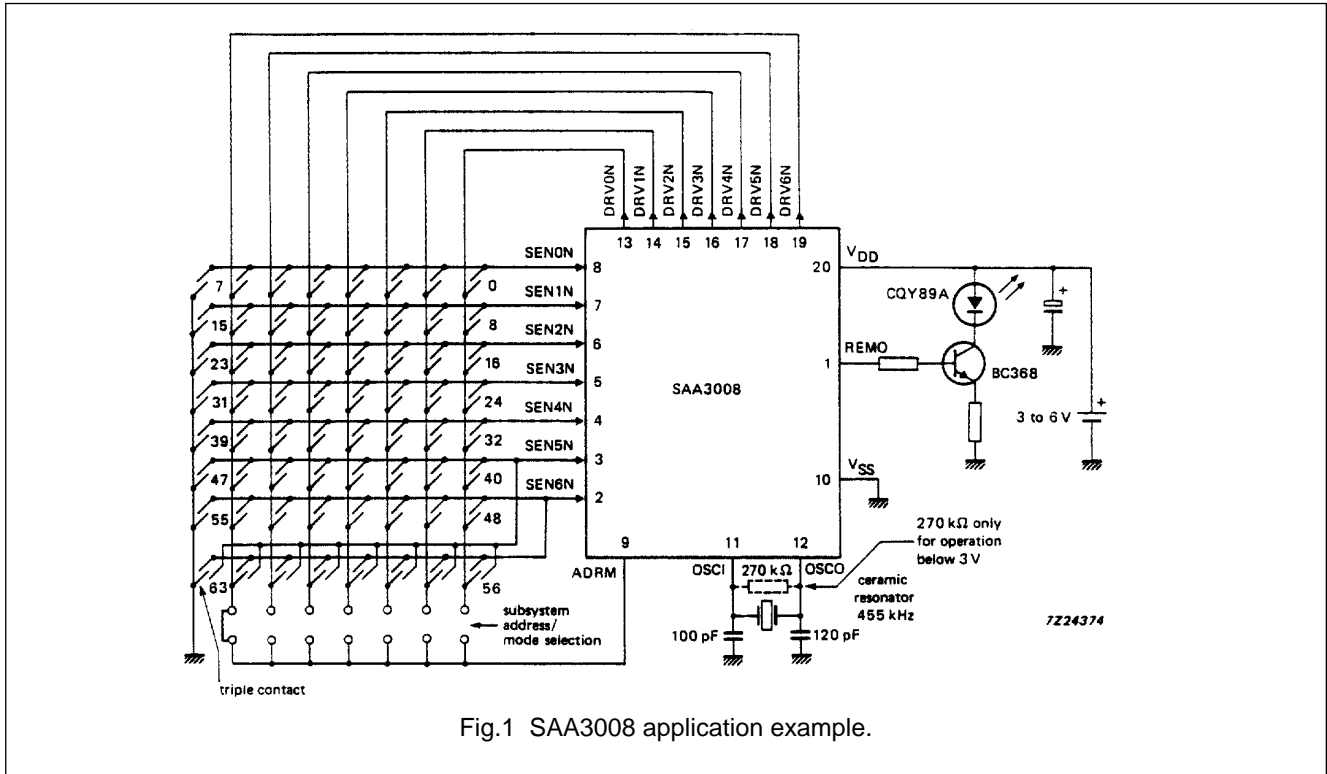 DRV0N
DRV1N
DRV2N
DRV3N
DRV4N
DRV5N
DRV6N
13 14 15 16 17 18 19
SEN0N
8
7
0
SEN1N
7
15
8
SEN2N
6
23
16
SEN3N
5
31
24
SEN4N
4
39
32
SEN5N
3
47
40
SEN6N
2
55
48
63
56
SAA3008
20
VDD
CQY89A
+
REMO
1
BC368
+
3 to 6 V
10
VSS
9
ADRM
11
12
OSCI
270 kΩ
OSCO
270 kΩ only
for operation
below 3 V
ceramic
resonator
455 kHz
100 pF
120 pF
subsystem
address/
mode selection
triple contact
7Z24374
Fig.1 SAA3008 application example.